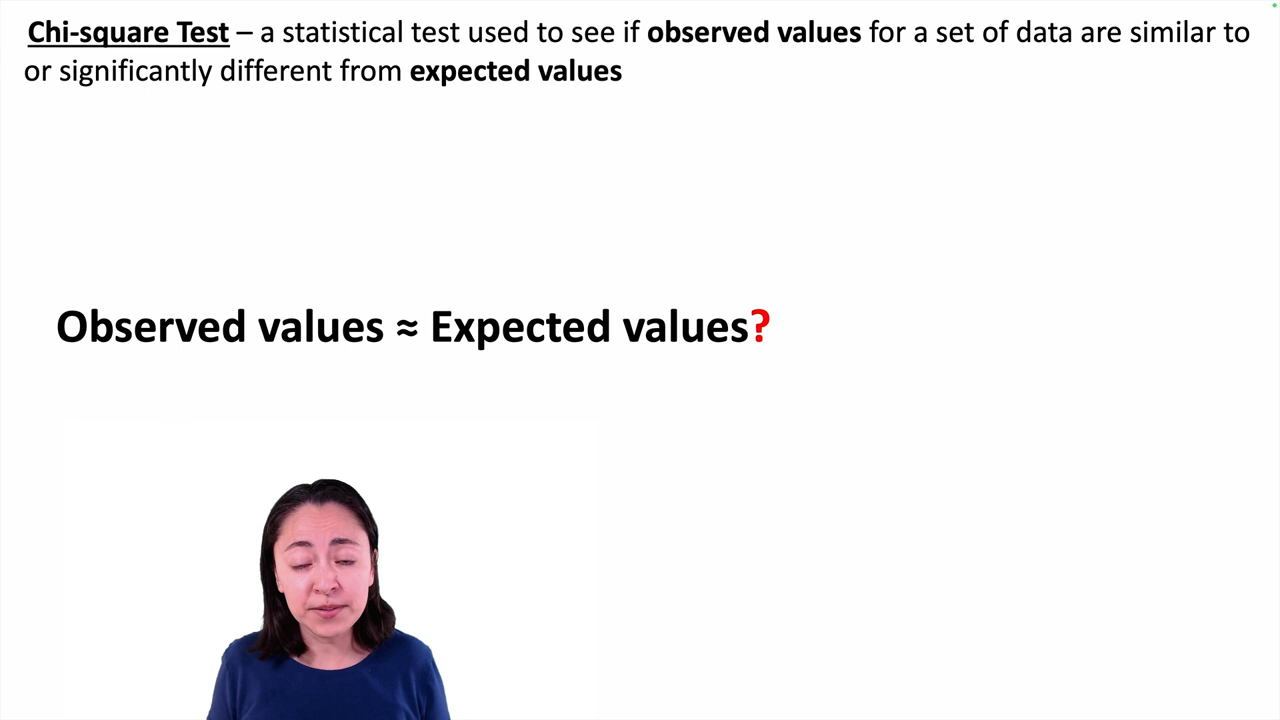 Chi-square Test – a statistical test used to see if observed values for a set of data are similar to
or significantly different from expected values
Observed values ≈ Expected values?